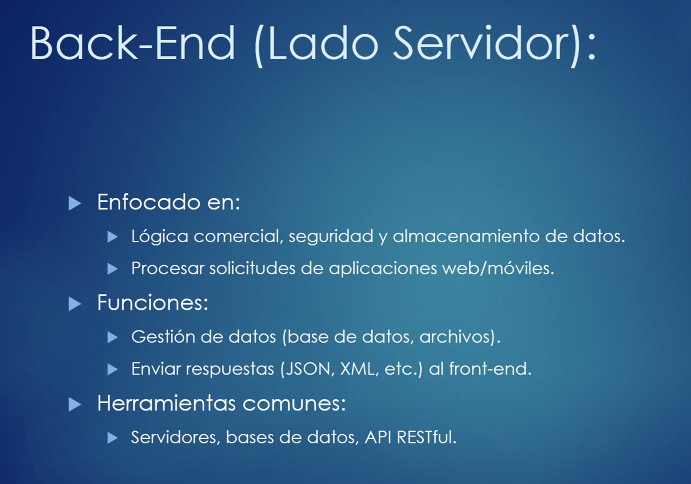 Back-End (Lado Servidor):
Enfocado en:
Lógica comercial, seguridad y almacenamiento de datos.
Procesar solicitudes de aplicaciones web/móviles.
Funciones:
Gestión de datos (base de datos, archivos).
Enviar respuestas (JSON, XML, etc.) al front-end.
Herramientas comunes:
Servidores, bases de datos, API RESTful.